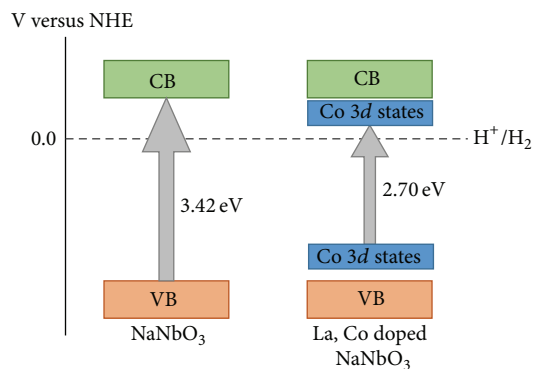 V versus NHE
CB
CB
Co 3d states
0.0
H⁺/H₂
3.42 eV
2.70 eV
Co 3d states
VB
VB
NaNbO₃
La, Co doped
NaNbO₃